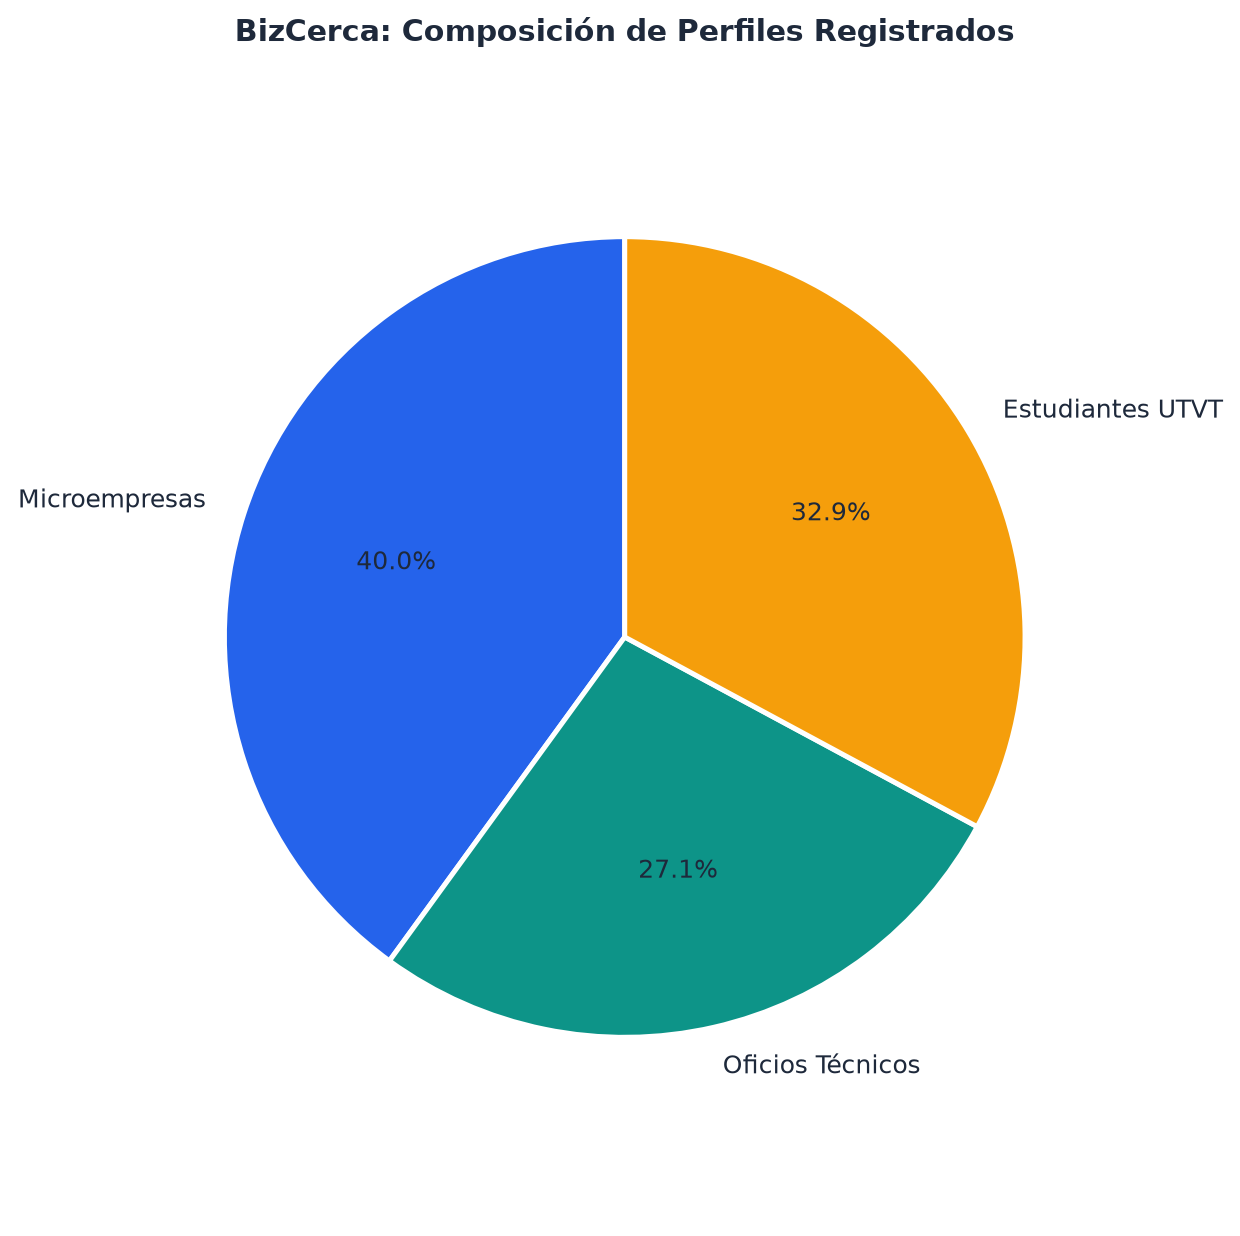 BizCerca: Composición de Perfiles Registrados
Estudiantes UTVT
Microempresas
32.9%
40.0%
27.1%
Oficios Técnicos